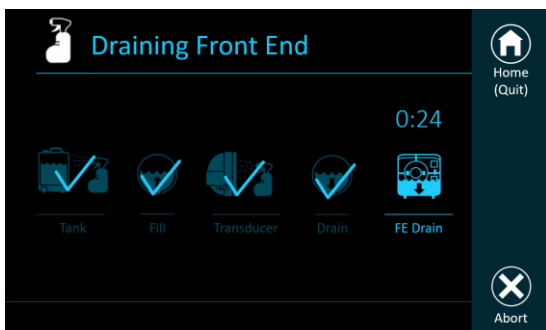 Draining Front End
Home
(Quit)
0:24
Tank
Fill
Transducer
Drain
FE Drain
Abort